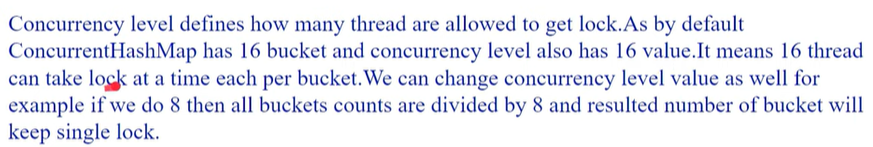 Concurrency level defines how many thread are allowed to get lock.As by default
ConcurrentHashMap has 16 bucket and concurrency level also has 16 value.It means 16 thread
can take lock at a time each per bucket.We can change concurrency level value as well for
example if we do 8 then all buckets counts are divided by 8 and resulted number of bucket will
keep single lock.